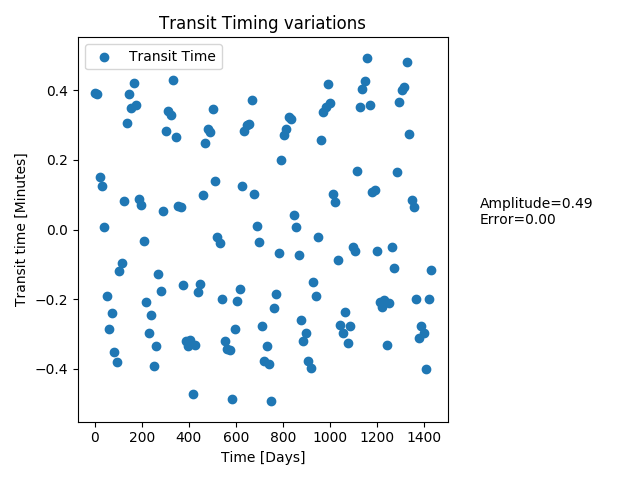 Transit Timing variations
Transit Time
0.4
0.2
0.0
−0.2
−0.4
Transit time [Minutes]
0 200 400 600 800 1000 1200 1400
Time [Days]
Amplitude=0.49
Error=0.00